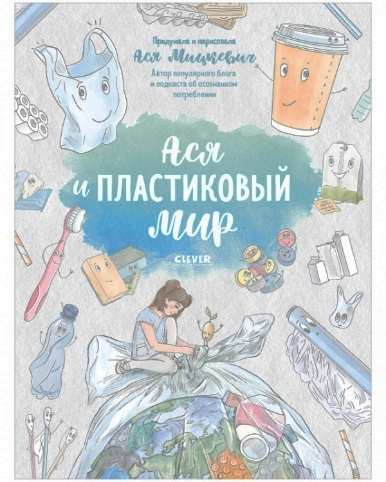 Придумала и нарисовала
Ася Мицкевич
Автор популярного блога
и подкаста об осознанном
потреблении
Ася
и ПЛАСТИКОВЫЙ
мир
CLEVER